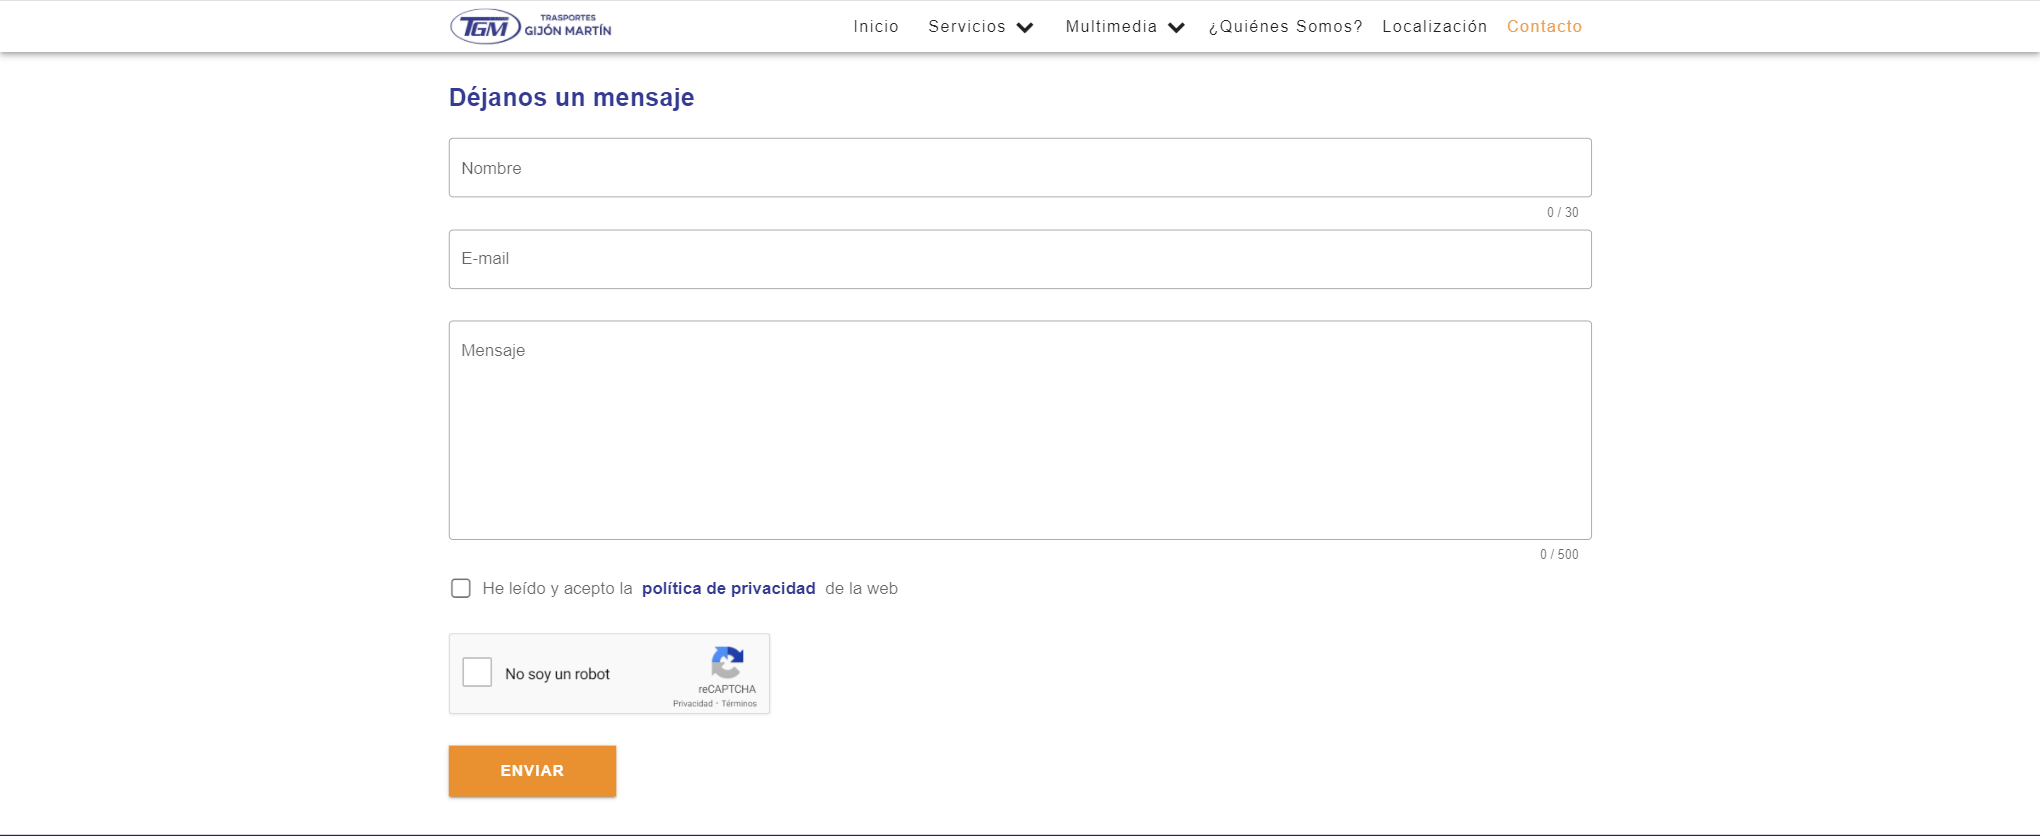 TGM TRASPORTES
GIJÓN MARTÍN
Inicio Servicios Multimedia ¿Quiénes Somos? Localización Contacto
Déjanos un mensaje
Nombre
0 / 30
E-mail
Mensaje
0 / 500
He leído y acepto la política de privacidad de la web
No soy un robot
reCAPTCHA
Privacidad - Términos
ENVIAR